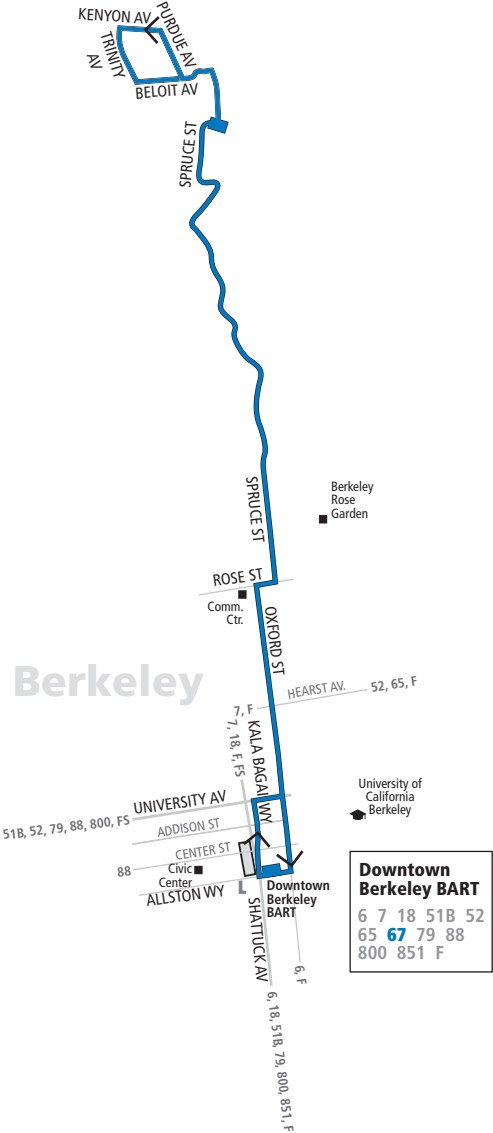 KENYON AV
PURDUE AV
TRINITY
AV
BELOIT AV
SPRUCE ST
SPRUCE ST
Berkeley
Rose
Garden
ROSE ST
Comm.
Ctr.
OXFORD ST
Berkeley
HEARST AV.
52, 65, F
7, F
7, 18, F, FS
KALA BAGAI WY
UNIVERSITY AV
51B, 52, 79, 88, 800, FS
ADDISON ST
University of
California
Berkeley
CENTER ST
88
Civic
Center
ALLSTON WY
L
Downtown
Berkeley
BART
SHATTUCK AV
6, F
6, 18, 51B, 79, 800, 851, F
Downtown
Berkeley BART
6 7 18 51B 52
65 67 79 88
800 851 F